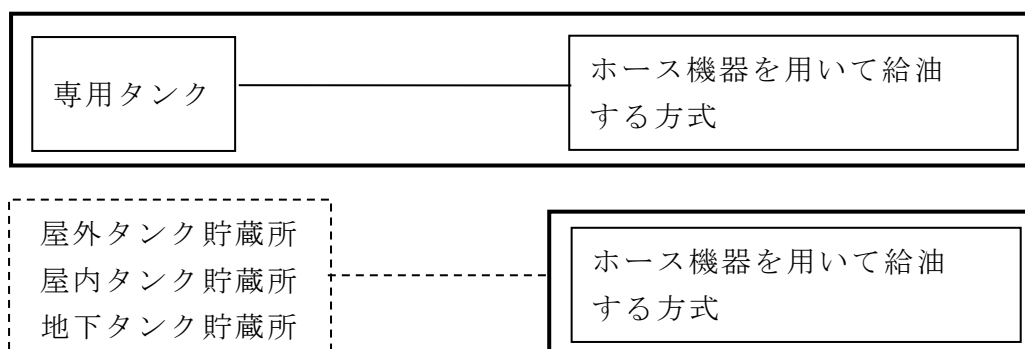 専用タンク
ホース機器を用いて給油
する方式
屋外タンク貯蔵所
屋内タンク貯蔵所
地下タンク貯蔵所
ホース機器を用いて給油
する方式